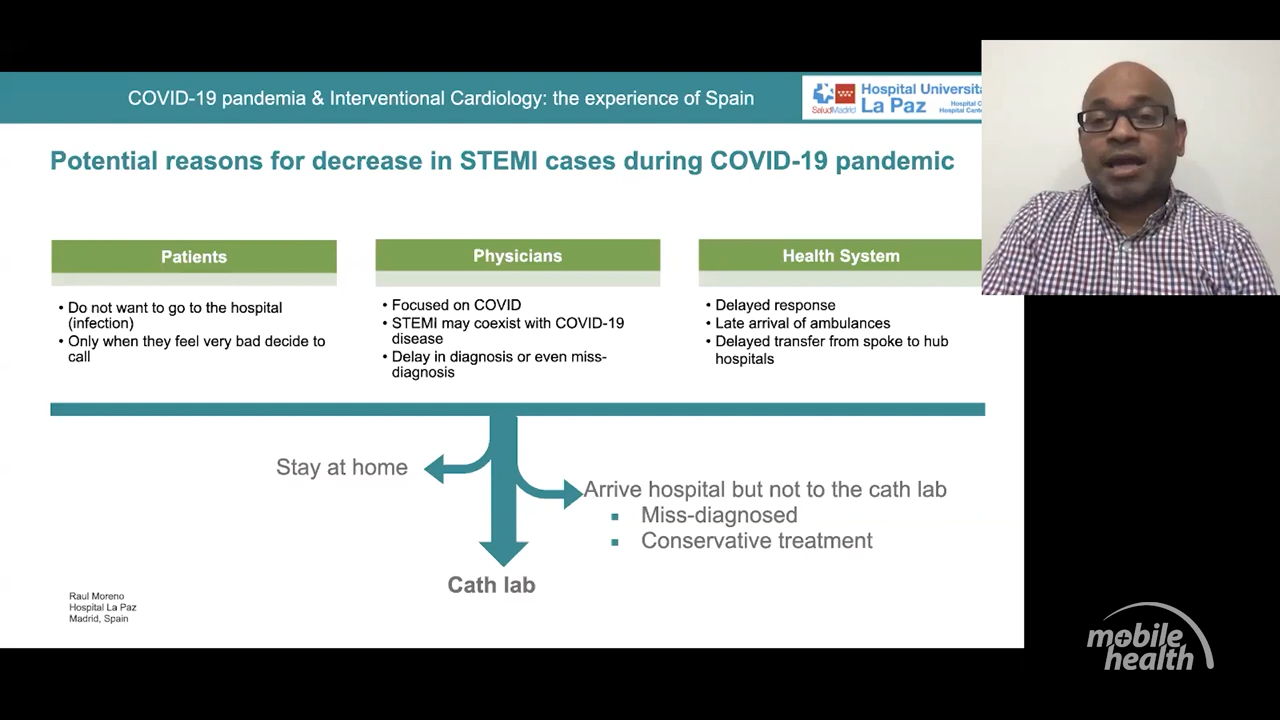 COVID-19 pandemia & Interventional Cardiology: the experience of Spain
SaludMadrid
Hospital
La Paz
Hospital
Hospital
Potential reasons for decrease in STEMI cases during COVID-19 pandemic
Patients
• Do not want to go to the hospital
(infection)
• Only when they feel very bad decide to
call
Physicians
• Focused on COVID
• STEMI may coexist with COVID-19
disease
• Delay in diagnosis or even miss-
diagnosis
Health System
• Delayed response
• Late arrival of ambulances
• Delayed transfer from spoke to hub
hospitals
Stay at home
Arrive hospital but not to the cath lab
▪ Miss-diagnosed
▪ Conservative treatment
Cath lab
Raul Moreno
Hospital La Paz
Madrid, Spain
mobile
health